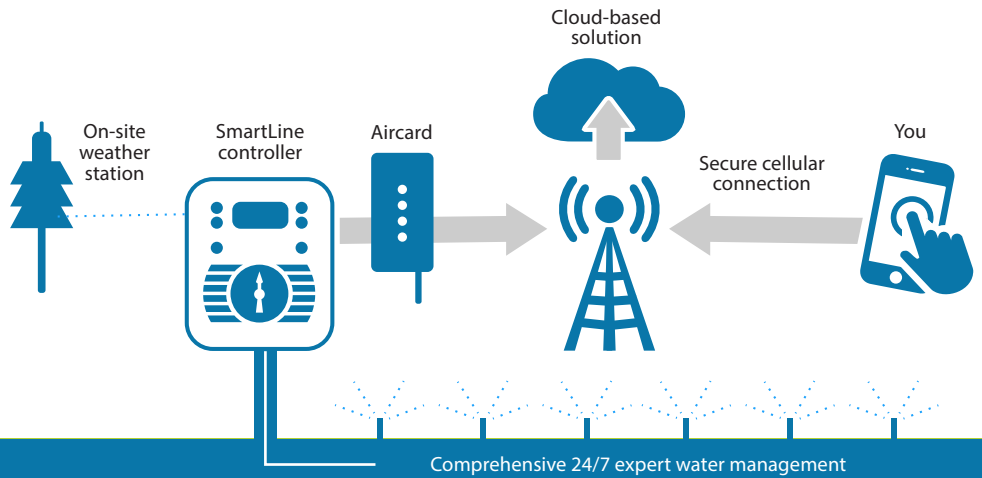 Cloud-based
solution
On-site
weather
station
SmartLine
controller
Aircard
You
Secure cellular
connection
Comprehensive 24/7 expert water management